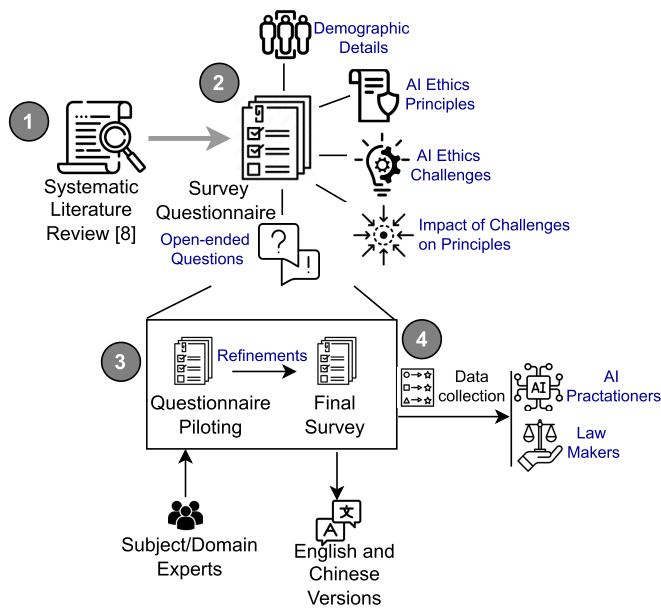 Demographic
Details
2
AI Ethics
Principles
1
AI Ethics
Challenges
Systematic
Literature
Review [8]
Survey
Questionnaire
Impact of Challenges
on Principles
Open-ended
Questions
?
!
3
Refinements
4
Questionnaire
Piloting
Final
Survey
Data
collection
AI
AI
Practationers
Law
Makers
文
A
Subject/Domain
Experts
English and
Chinese
Versions